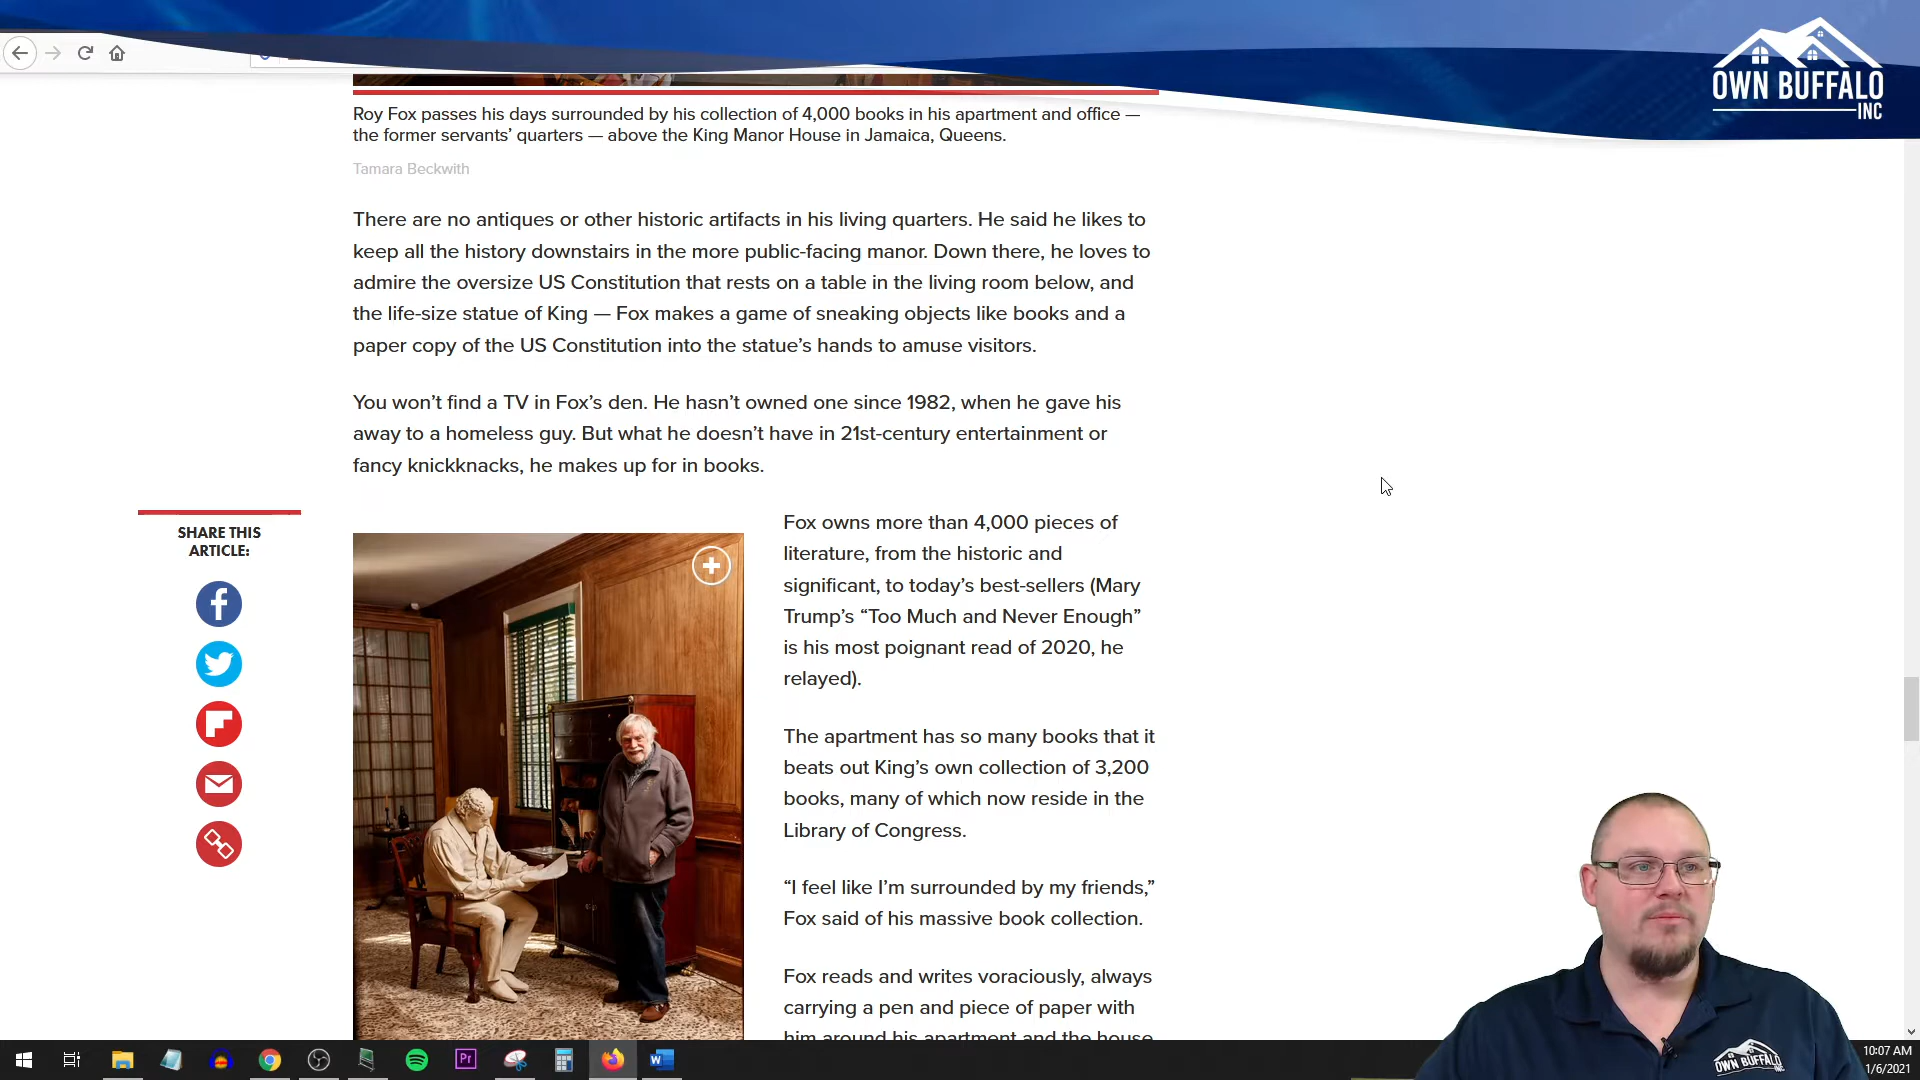 OWN BUFFALO
INC
Roy Fox passes his days surrounded by his collection of 4,000 books in his apartment and office —
the former servants’ quarters — above the King Manor House in Jamaica, Queens.
Tamara Beckwith
There are no antiques or other historic artifacts in his living quarters. He said he likes to
keep all the history downstairs in the more public-facing manor. Down there, he loves to
admire the oversize US Constitution that rests on a table in the living room below, and
the life-size statue of King — Fox makes a game of sneaking objects like books and a
paper copy of the US Constitution into the statue’s hands to amuse visitors.
You won’t find a TV in Fox’s den. He hasn’t owned one since 1982, when he gave his
away to a homeless guy. But what he doesn’t have in 21st-century entertainment or
fancy knickknacks, he makes up for in books.
SHARE THIS
ARTICLE:
Fox owns more than 4,000 pieces of
literature, from the historic and
significant, to today’s best-sellers (Mary
Trump’s “Too Much and Never Enough”
is his most poignant read of 2020, he
relayed).
The apartment has so many books that it
beats out King’s own collection of 3,200
books, many of which now reside in the
Library of Congress.
“I feel like I’m surrounded by my friends,”
Fox said of his massive book collection.
Fox reads and writes voraciously, always
carrying a pen and piece of paper with
him around his apartment and the house
OWN BUFFALO
INC
Pr
W
10:07 AM
1/6/2021